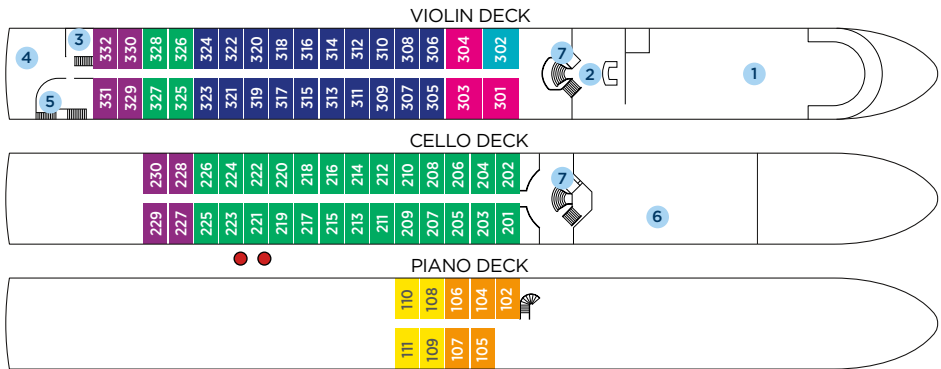 VIOLIN DECK
3 332 330 328 326 324 322 320 318 316 314 312 310 308 306 304 302 7
4 2 1
5 331 329 327 325 323 321 319 317 315 313 311 309 307 305 303 301
CELLO DECK
230 228 226 224 222 220 218 216 214 212 210 208 206 204 202 7
229 227 225 223 221 219 217 215 213 211 209 207 205 203 201 6
PIANO DECK
110 108 106 104 102
111 109 107 105